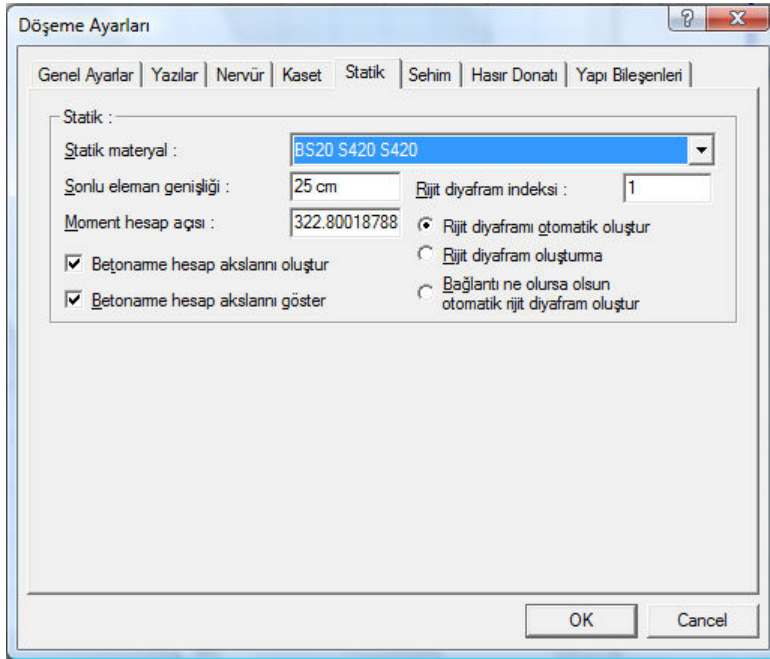 Döşeme Ayarları
Genel Ayarlar Yazılar Nervür Kaset Statik Sehim Hasır Donatı Yapı Bileşenleri
Statik :
Statik materyal : BS20 S420 S420
Sonlu eleman genişliği : 25 cm Rijit diyafram indeksi : 1
Moment hesap açısı : 322.80018788 Rijit diyaframı otomatik oluştur
Betonarme hesap akslarını oluştur Rijit diyafram oluşturma
Betonarme hesap akslarını göster Bağlantı ne olursa olsun
otomatik rijit diyafram oluştur
OK Cancel